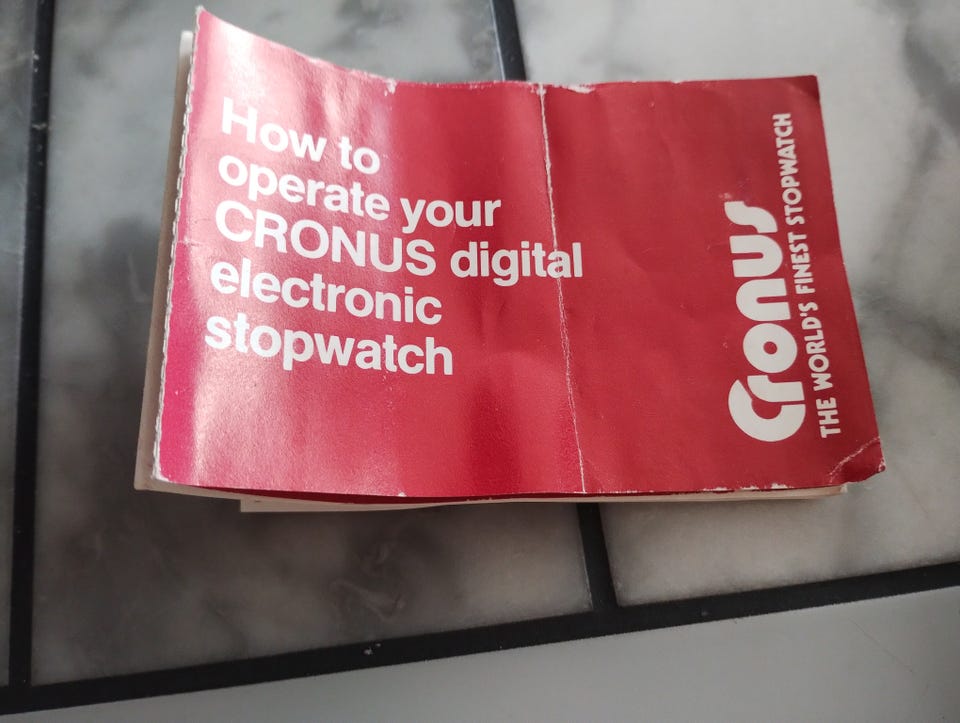 How to
operate your
CRONUS digital
electronic
stopwatch
Cronus
THE WORLD'S FINEST STOPWATCH